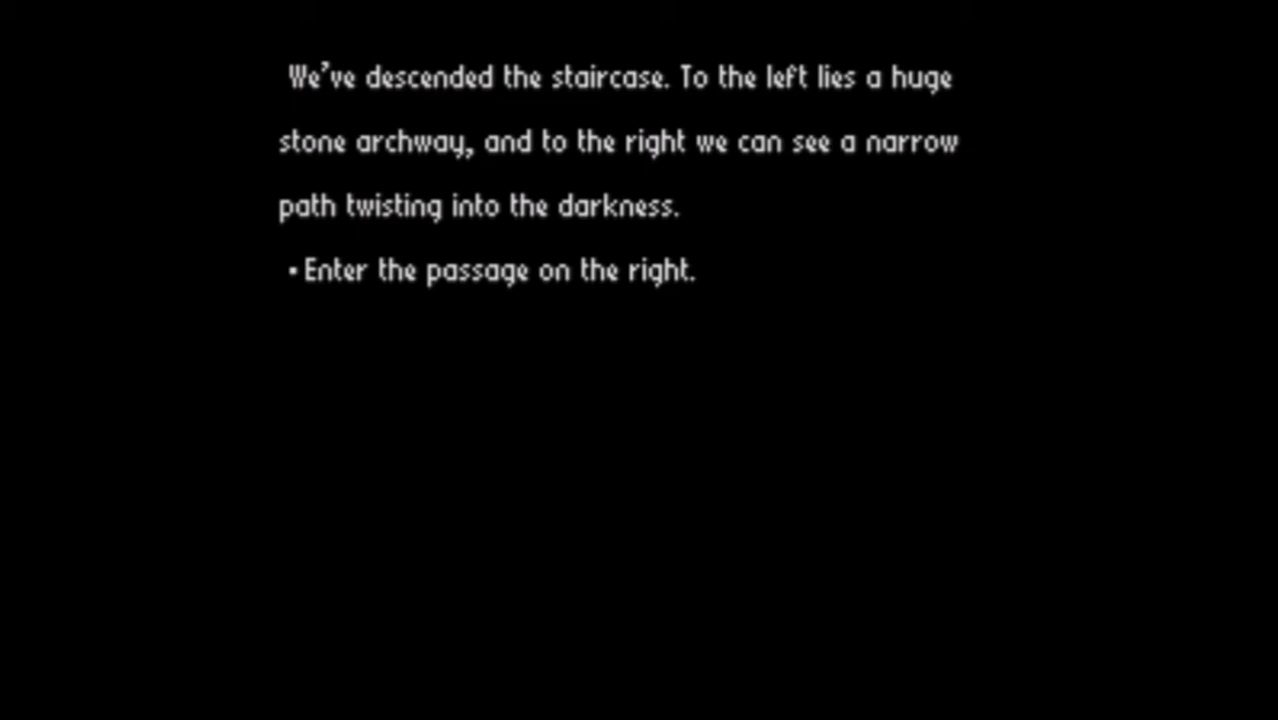 We've descended the staircase. To the left lies a huge
stone archway, and to the right we can see a narrow
path twisting into the darkness.
• Enter the passage on the right.